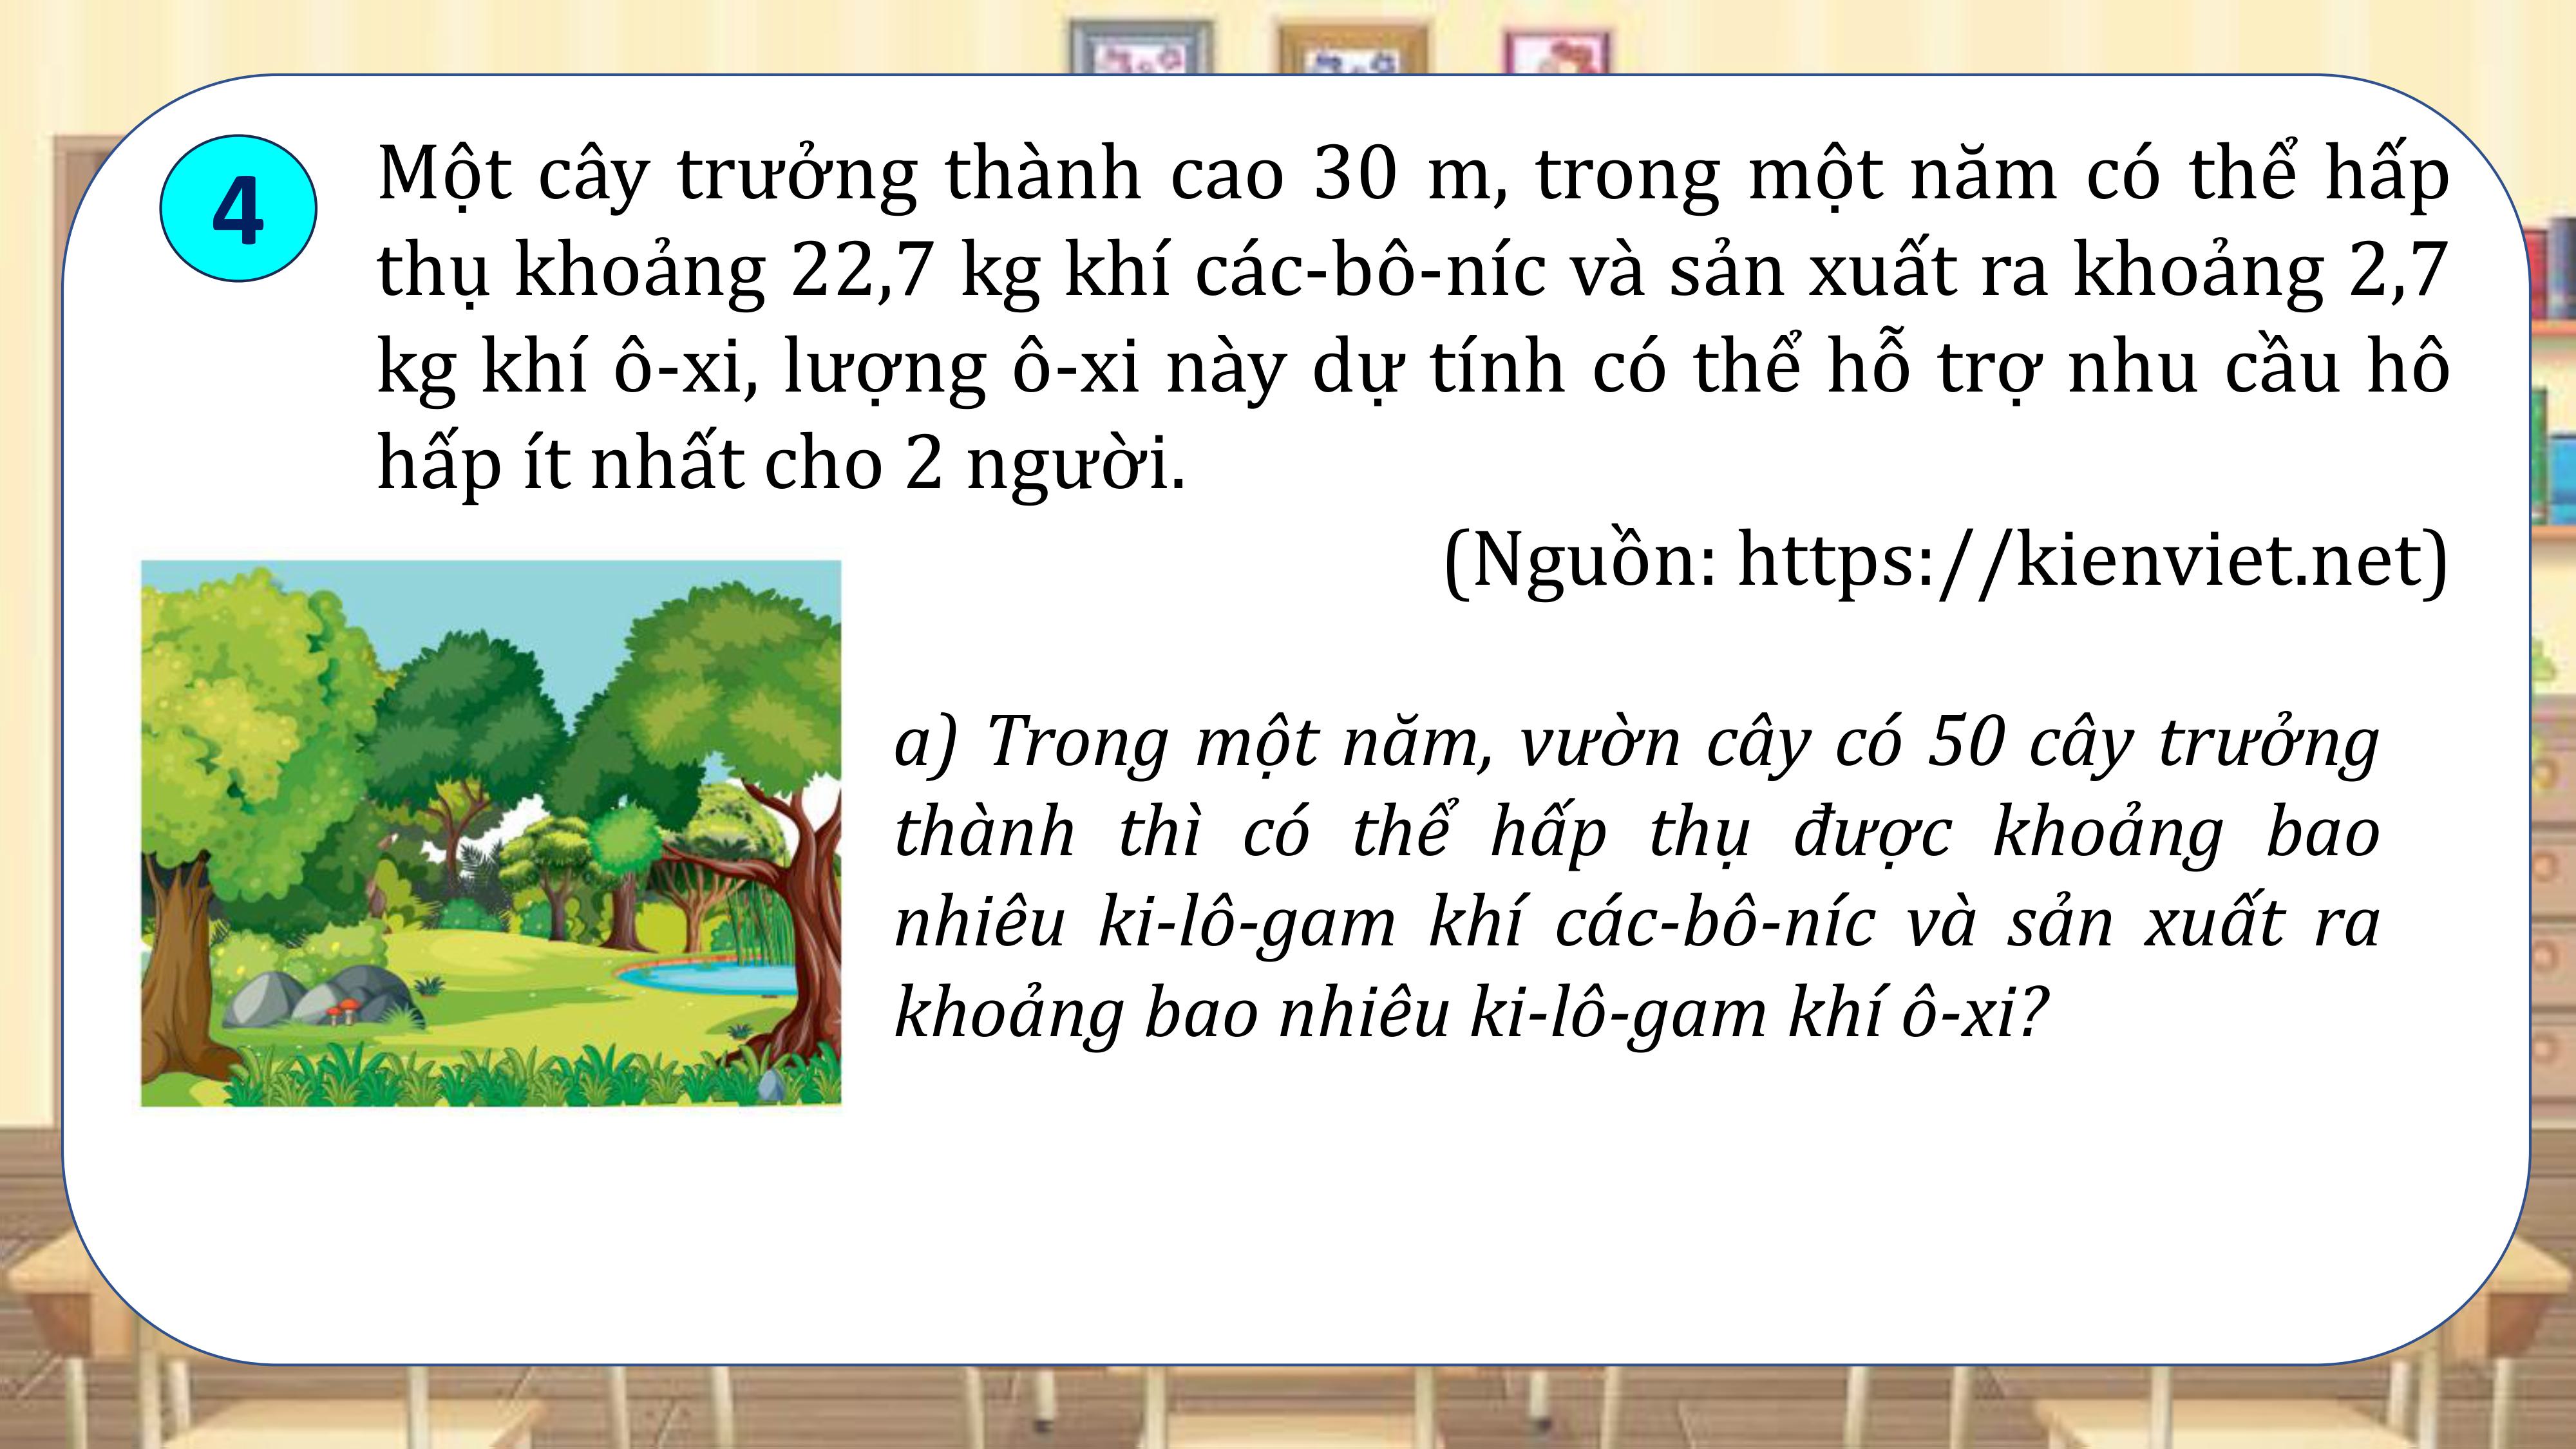 4
Một cây trưởng thành cao 30 m, trong một năm có thể hấp
thụ khoảng 22,7 kg khí các-bô-níc và sản xuất ra khoảng 2,7
kg khí ô-xi, lượng ô-xi này dự tính có thể hỗ trợ nhu cầu hô
hấp ít nhất cho 2 người.
(Nguồn: https://kienviet.net)
a) Trong một năm, vườn cây có 50 cây trưởng
thành thì có thể hấp thụ được khoảng bao
nhiêu ki-lô-gam khí các-bô-níc và sản xuất ra
khoảng bao nhiêu ki-lô-gam khí ô-xi?